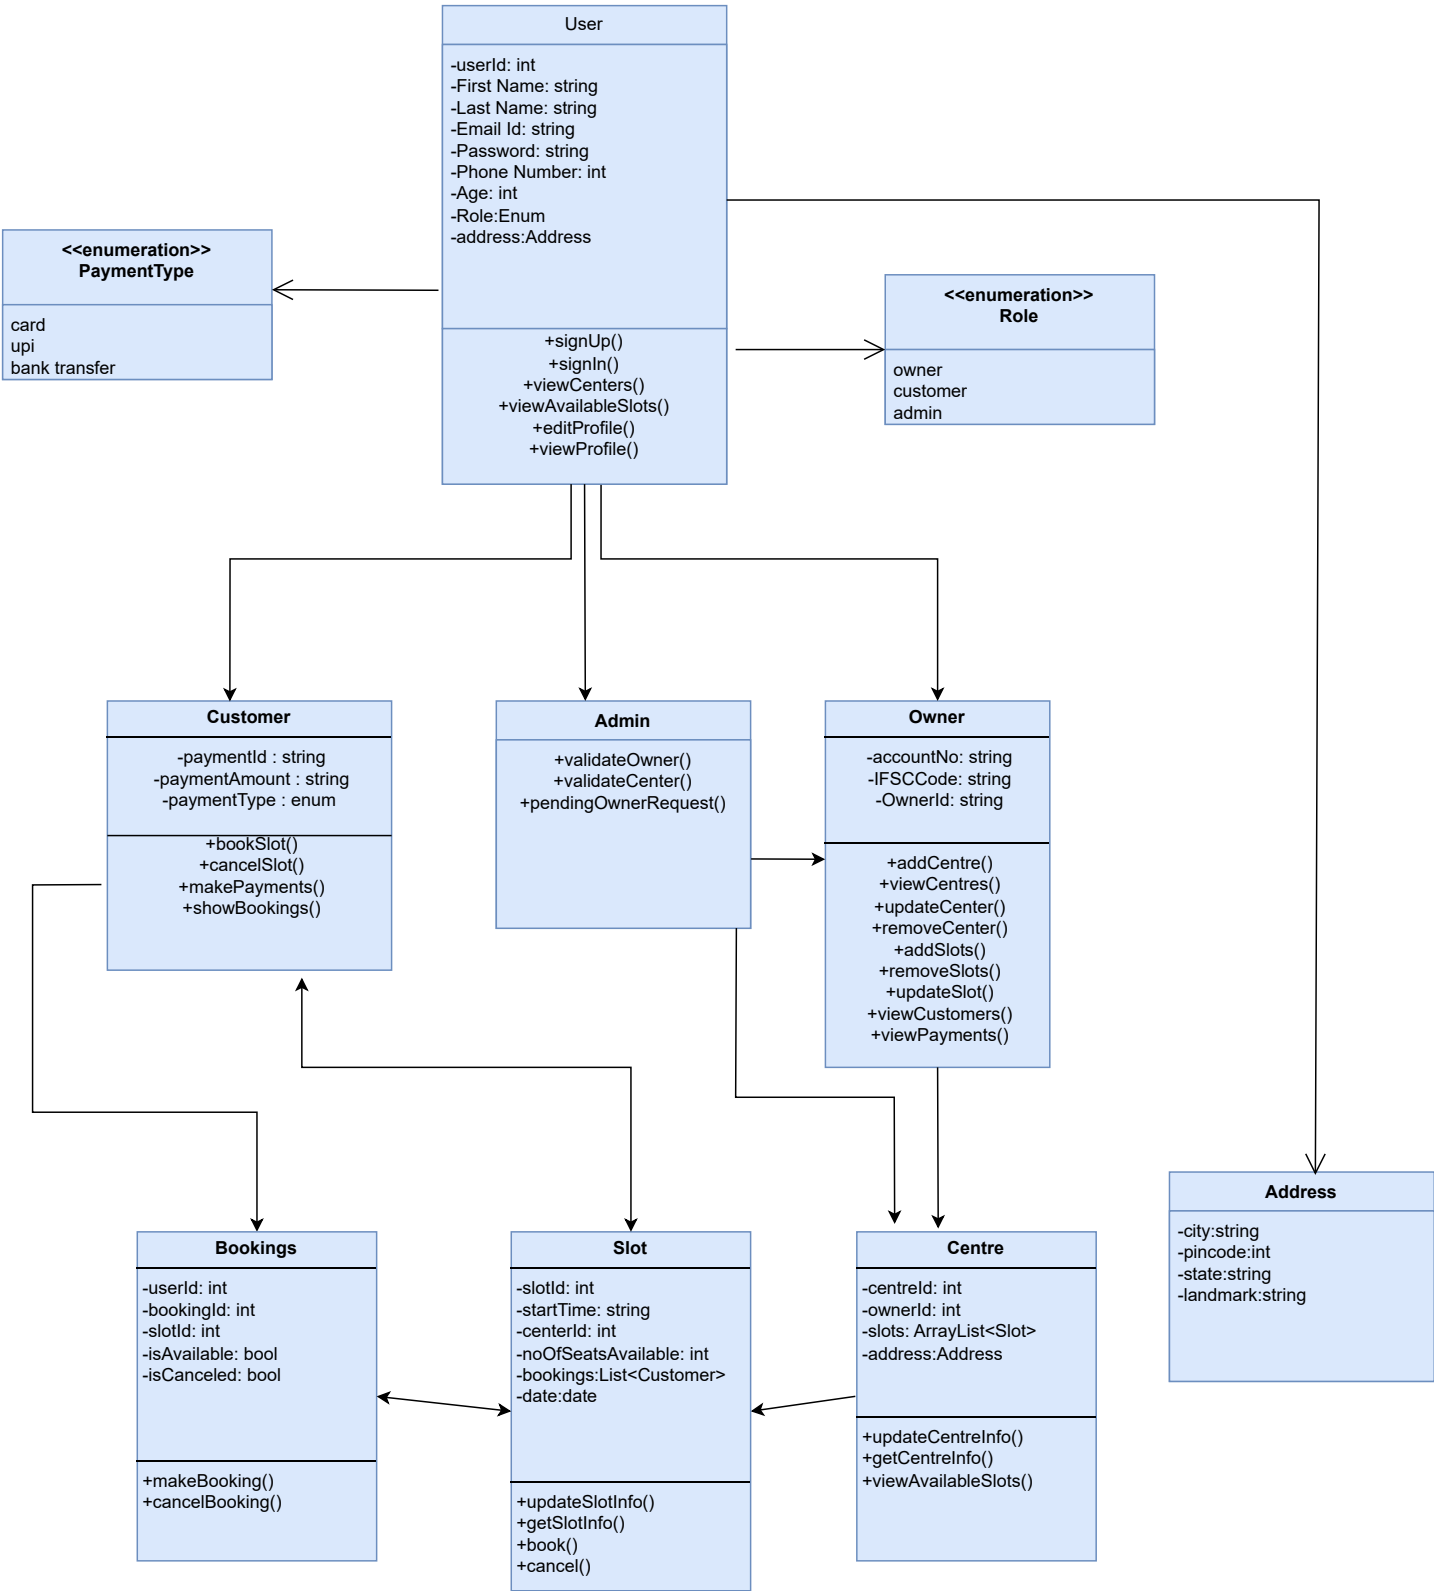 User
-userId: int
-First Name: string
-Last Name: string
-Email Id: string
-Password: string
-Phone Number: int
-Age: int
-Role:Enum
-address:Address
+signUp()
+signIn()
+viewCenters()
+viewAvailableSlots()
+editProfile()
+viewProfile()
<<enumeration>>
PaymentType
card
upi
bank transfer
<<enumeration>>
Role
owner
customer
admin
Customer
-paymentId : string
-paymentAmount : string
-paymentType : enum
+bookSlot()
+cancelSlot()
+makePayments()
+showBookings()
Admin
+validateOwner()
+validateCenter()
+pendingOwnerRequest()
Owner
-accountNo: string
-IFSCCode: string
-OwnerId: string
+addCentre()
+viewCentres()
+updateCenter()
+removeCenter()
+addSlots()
+removeSlots()
+updateSlot()
+viewCustomers()
+viewPayments()
Address
-city:string
-pincode:int
-state:string
-landmark:string
Bookings
-userId: int
-bookingId: int
-slotId: int
-isAvailable: bool
-isCanceled: bool
+makeBooking()
+cancelBooking()
Slot
-slotId: int
-startTime: string
-centerId: int
-noOfSeatsAvailable: int
-bookings:List<Customer>
-date:date
+updateSlotInfo()
+getSlotInfo()
+book()
+cancel()
Centre
-centreId: int
-ownerId: int
-slots: ArrayList<Slot>
-address:Address
+updateCentreInfo()
+getCentreInfo()
+viewAvailableSlots()